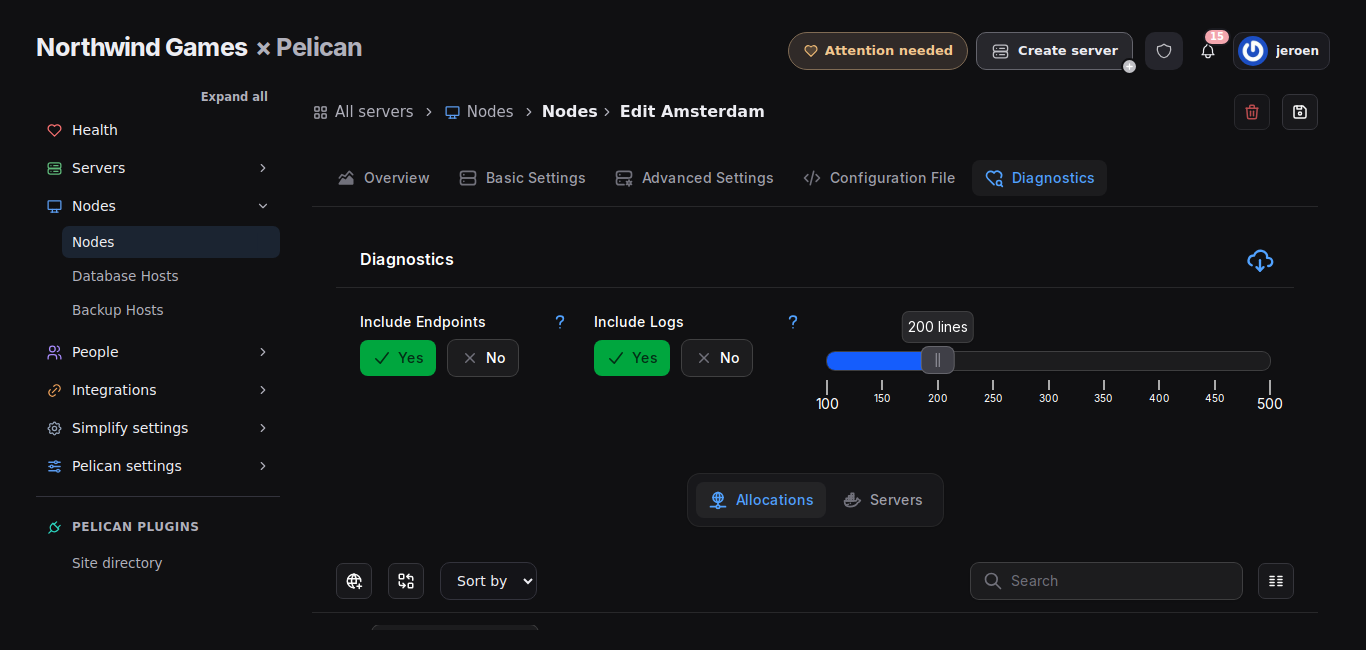 Northwind Games × Pelican
Attention needed
Create server
15
jeroen
Expand all
Health
Servers
Nodes
Nodes
Database Hosts
Backup Hosts
People
Integrations
Simplify settings
Pelican settings
PELICAN PLUGINS
Site directory
All servers > Nodes > Nodes > Edit Amsterdam
Overview
Basic Settings
Advanced Settings
Configuration File
Diagnostics
Diagnostics
Include Endpoints ?
Yes
No
Include Logs ?
Yes
No
200 lines
100 150 200 250 300 350 400 450 500
Allocations
Servers
Sort by
Search